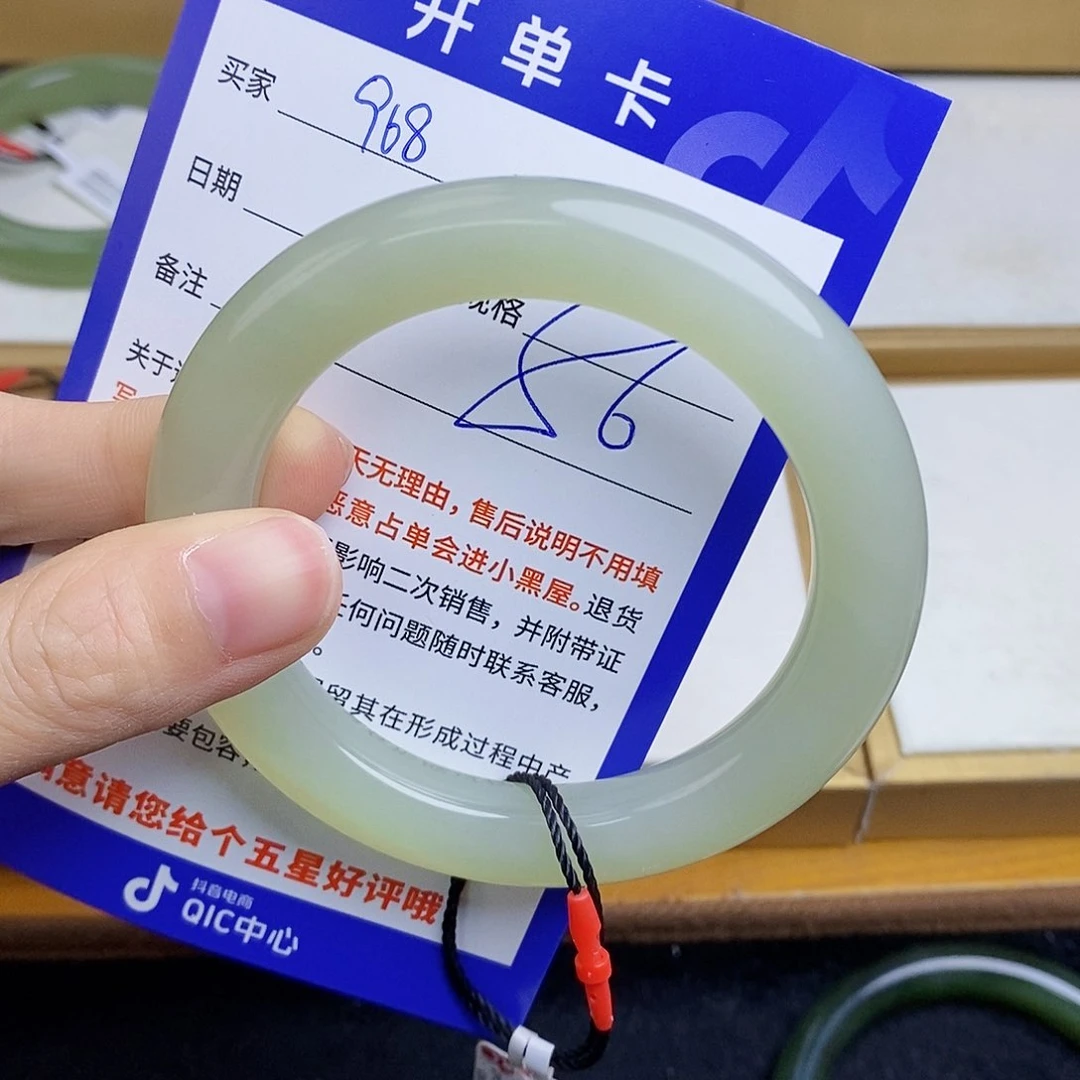 开单卡
买家 968
日期
备注
规格 56
关于
天无理由，售后说明不用填
恶意占单会进小黑屋。退货
影响二次销售，并附带证
任何问题随时联系客服，
。
留其在形成过程中产
要包容
意请您给个五星好评哦
抖音电商
QIC中心